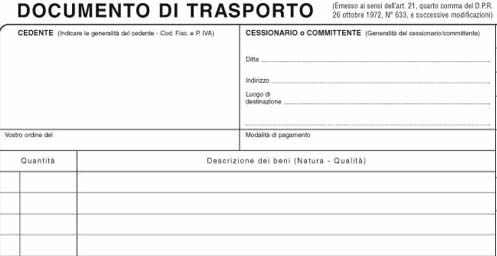 DOCUMENTO DI TRASPORTO
(Emesso ai sensi dell'art. 21, quarto comma del D.P.R.
26 ottobre 1972, N° 633, e successive modificazioni)
CEDENTE (Indicare le generalità del cedente - Cod. Fisc. e P. IVA)
CESSIONARIO o COMMITTENTE (Generalità del cessionario/committente)
Ditta
Indirizzo
Luogo di
destinazione
Vostro ordine del
Modalità di pagamento
Quantità
Descrizione dei beni (Natura - Qualità)